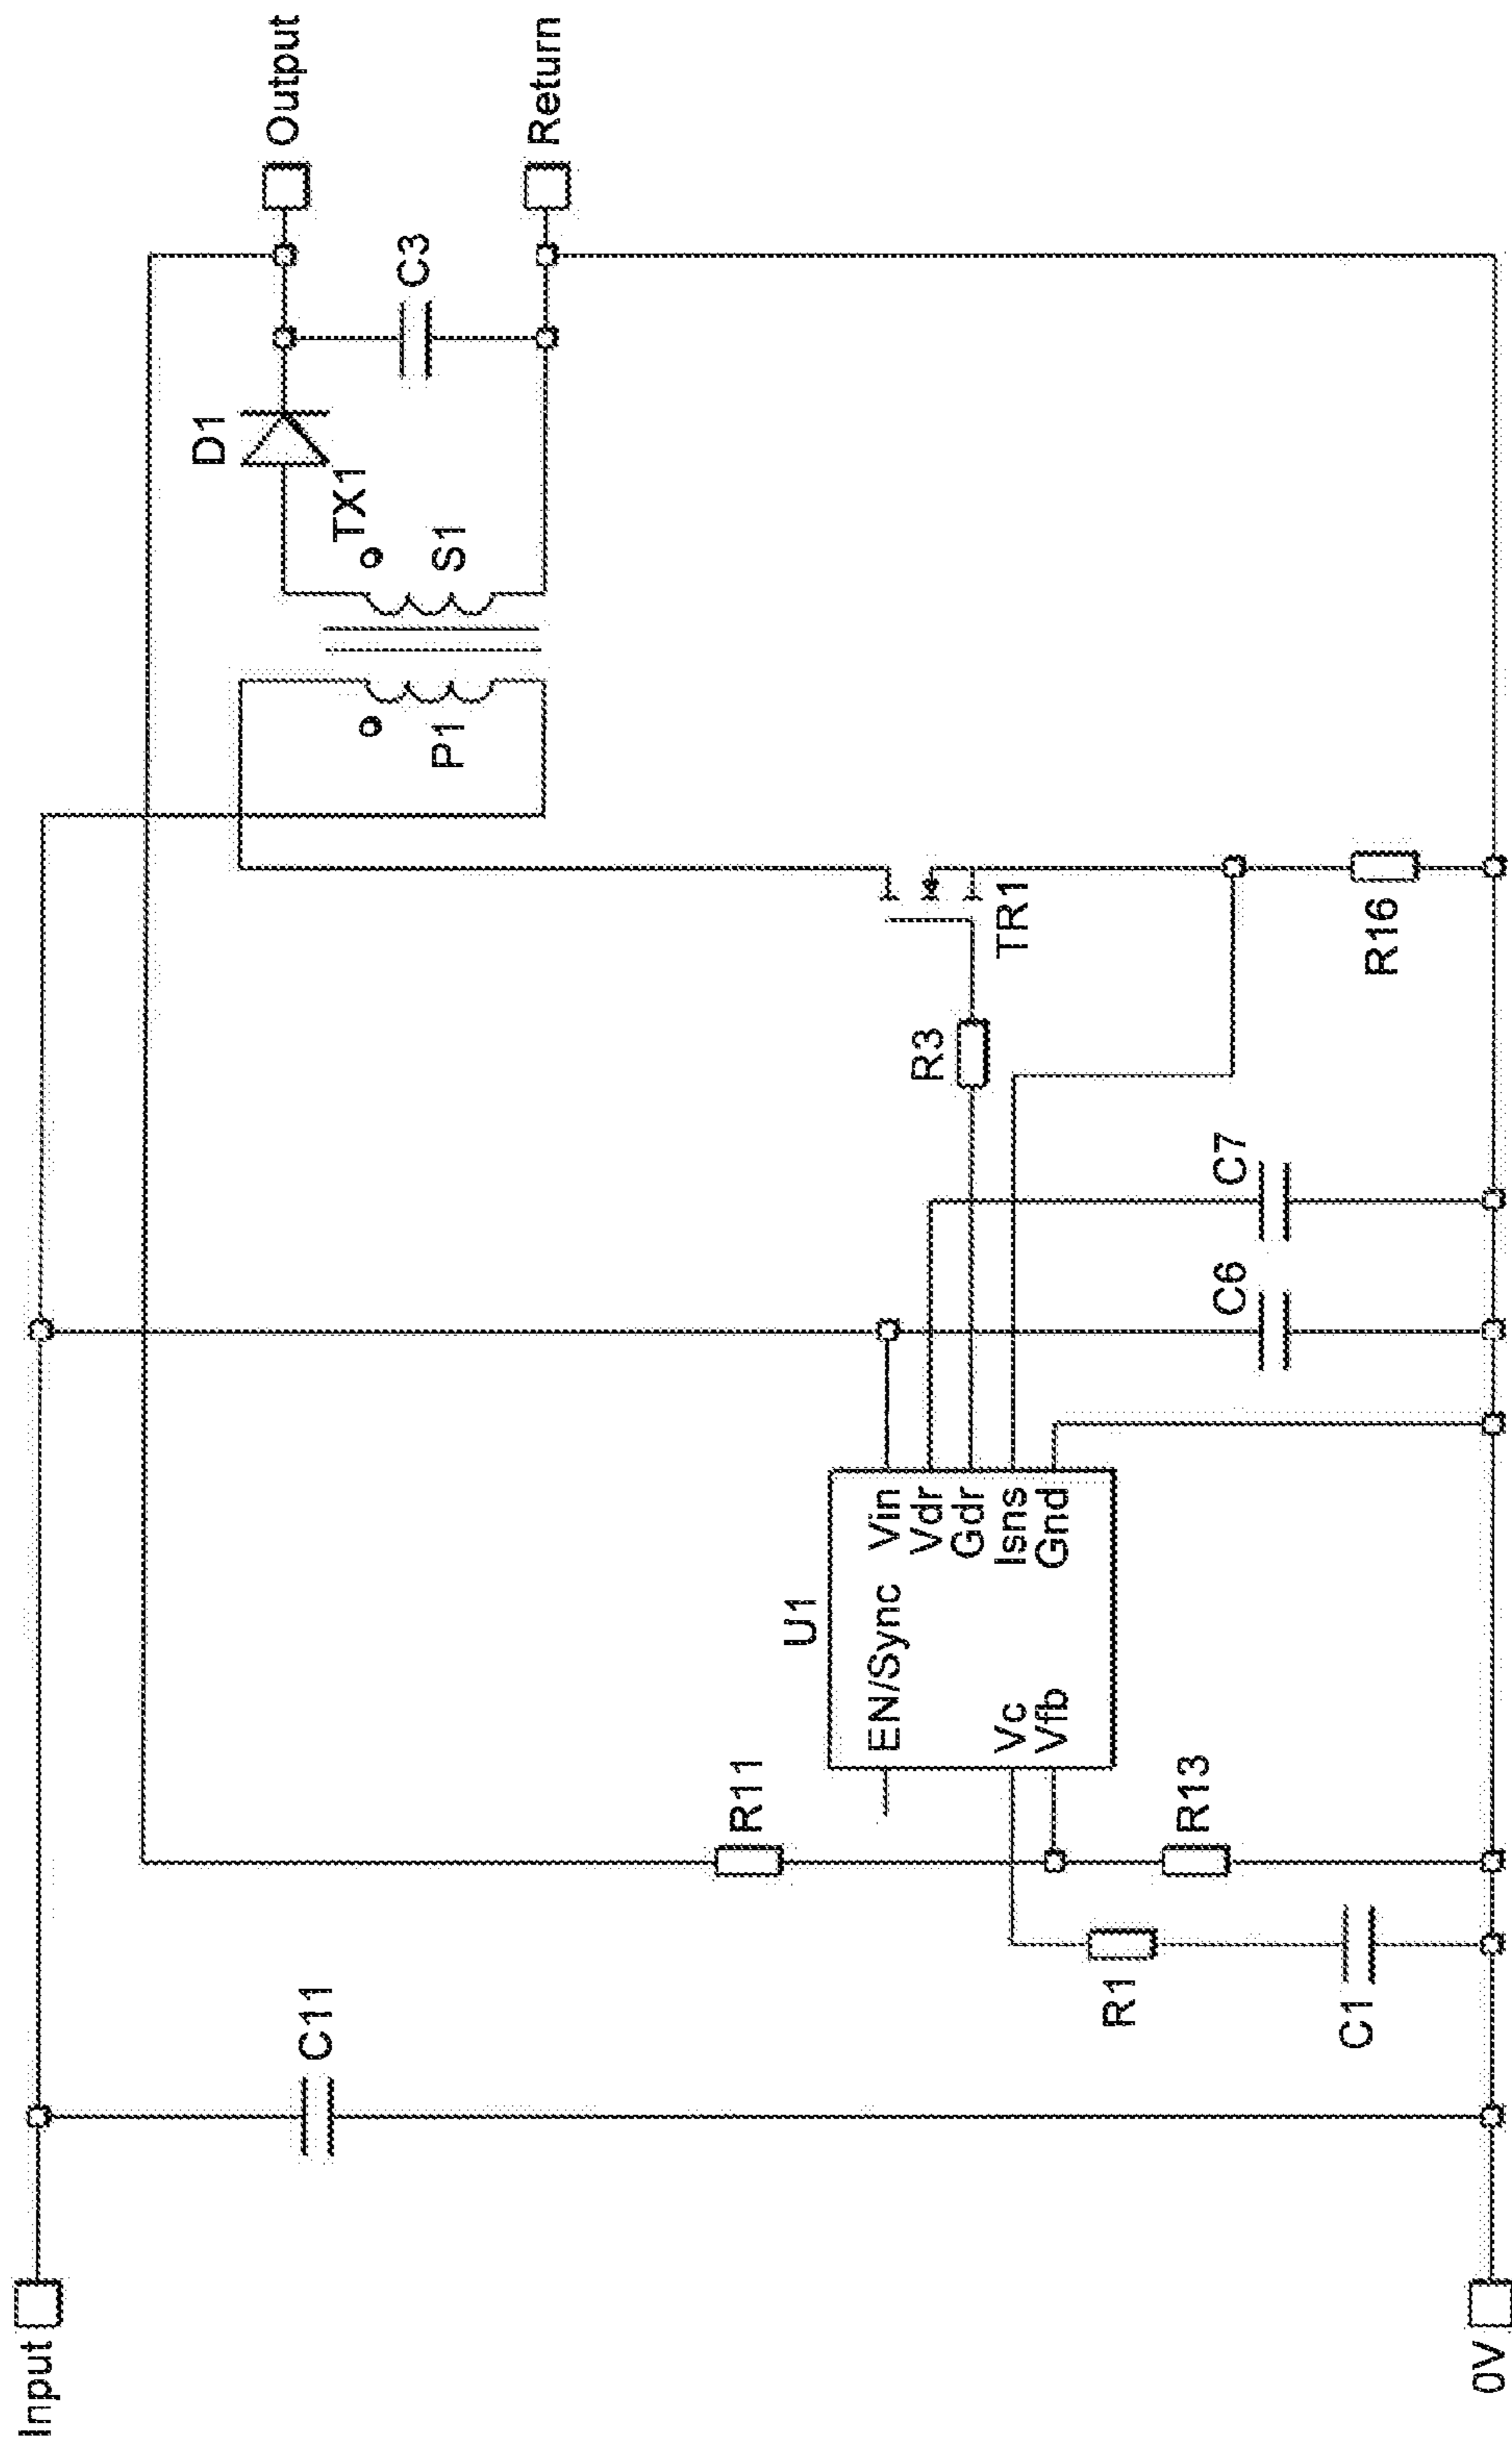 Input
0V
C11
R1
C1
R11
R13
U1
EN/Sync
Vc
Vfb
Vin
Vdr
Gdr
Isns
Gnd
C6
C7
R3
TR1
R16
P1
S1
TX1
D1
C3
Output
Return